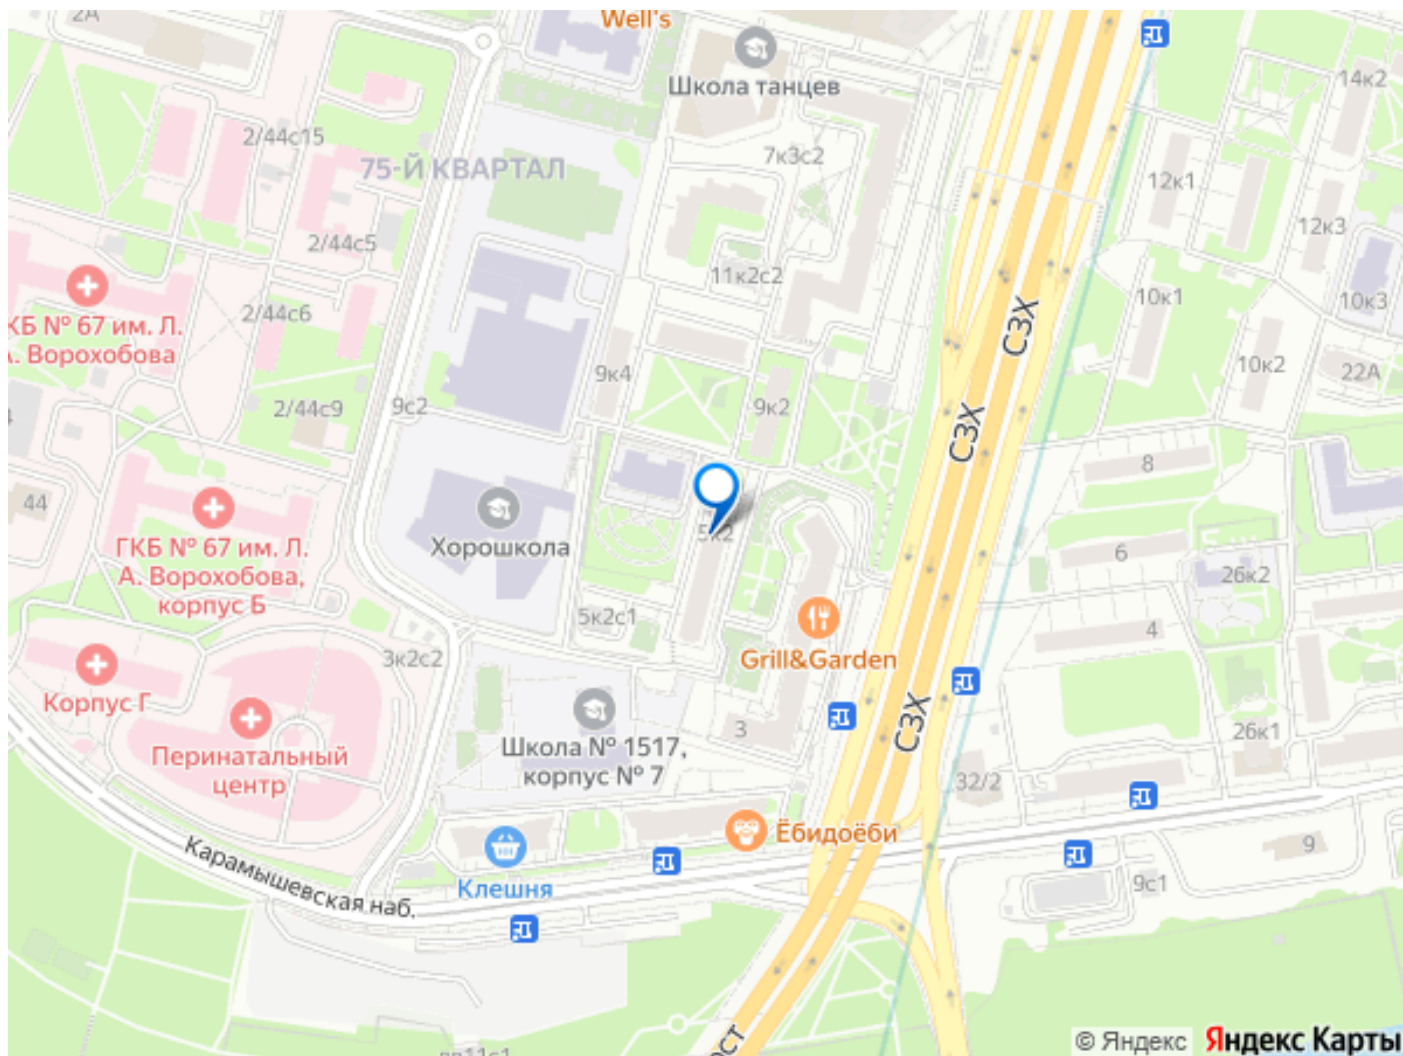 2А
Well's
Школа танцев
14к2
2/44с15
7к3с2
75-Й КВАРТАЛ
12к1
12к3
2/44с5
11к2с2
10к1
10к3
КБ № 67 им. Л.
А. Ворохобова
2/44с6
СЗХ
9к4
10к2
22А
2/44с9
9с2
9к2
СЗХ
8
44
5к2
ГКБ № 67 им. Л.
А. Ворохобова,
корпус Б
Хорошкола
6
26к2
5к2с1
4
3к2с2
Grill&Garden
Корпус Г
Перинатальный
центр
Школа № 1517,
корпус № 7
3
СЗХ
26к1
32/2
Ёбидоёби
Карамышевская наб.
Клешня
9
9с1
© Яндекс
Яндекс Карты